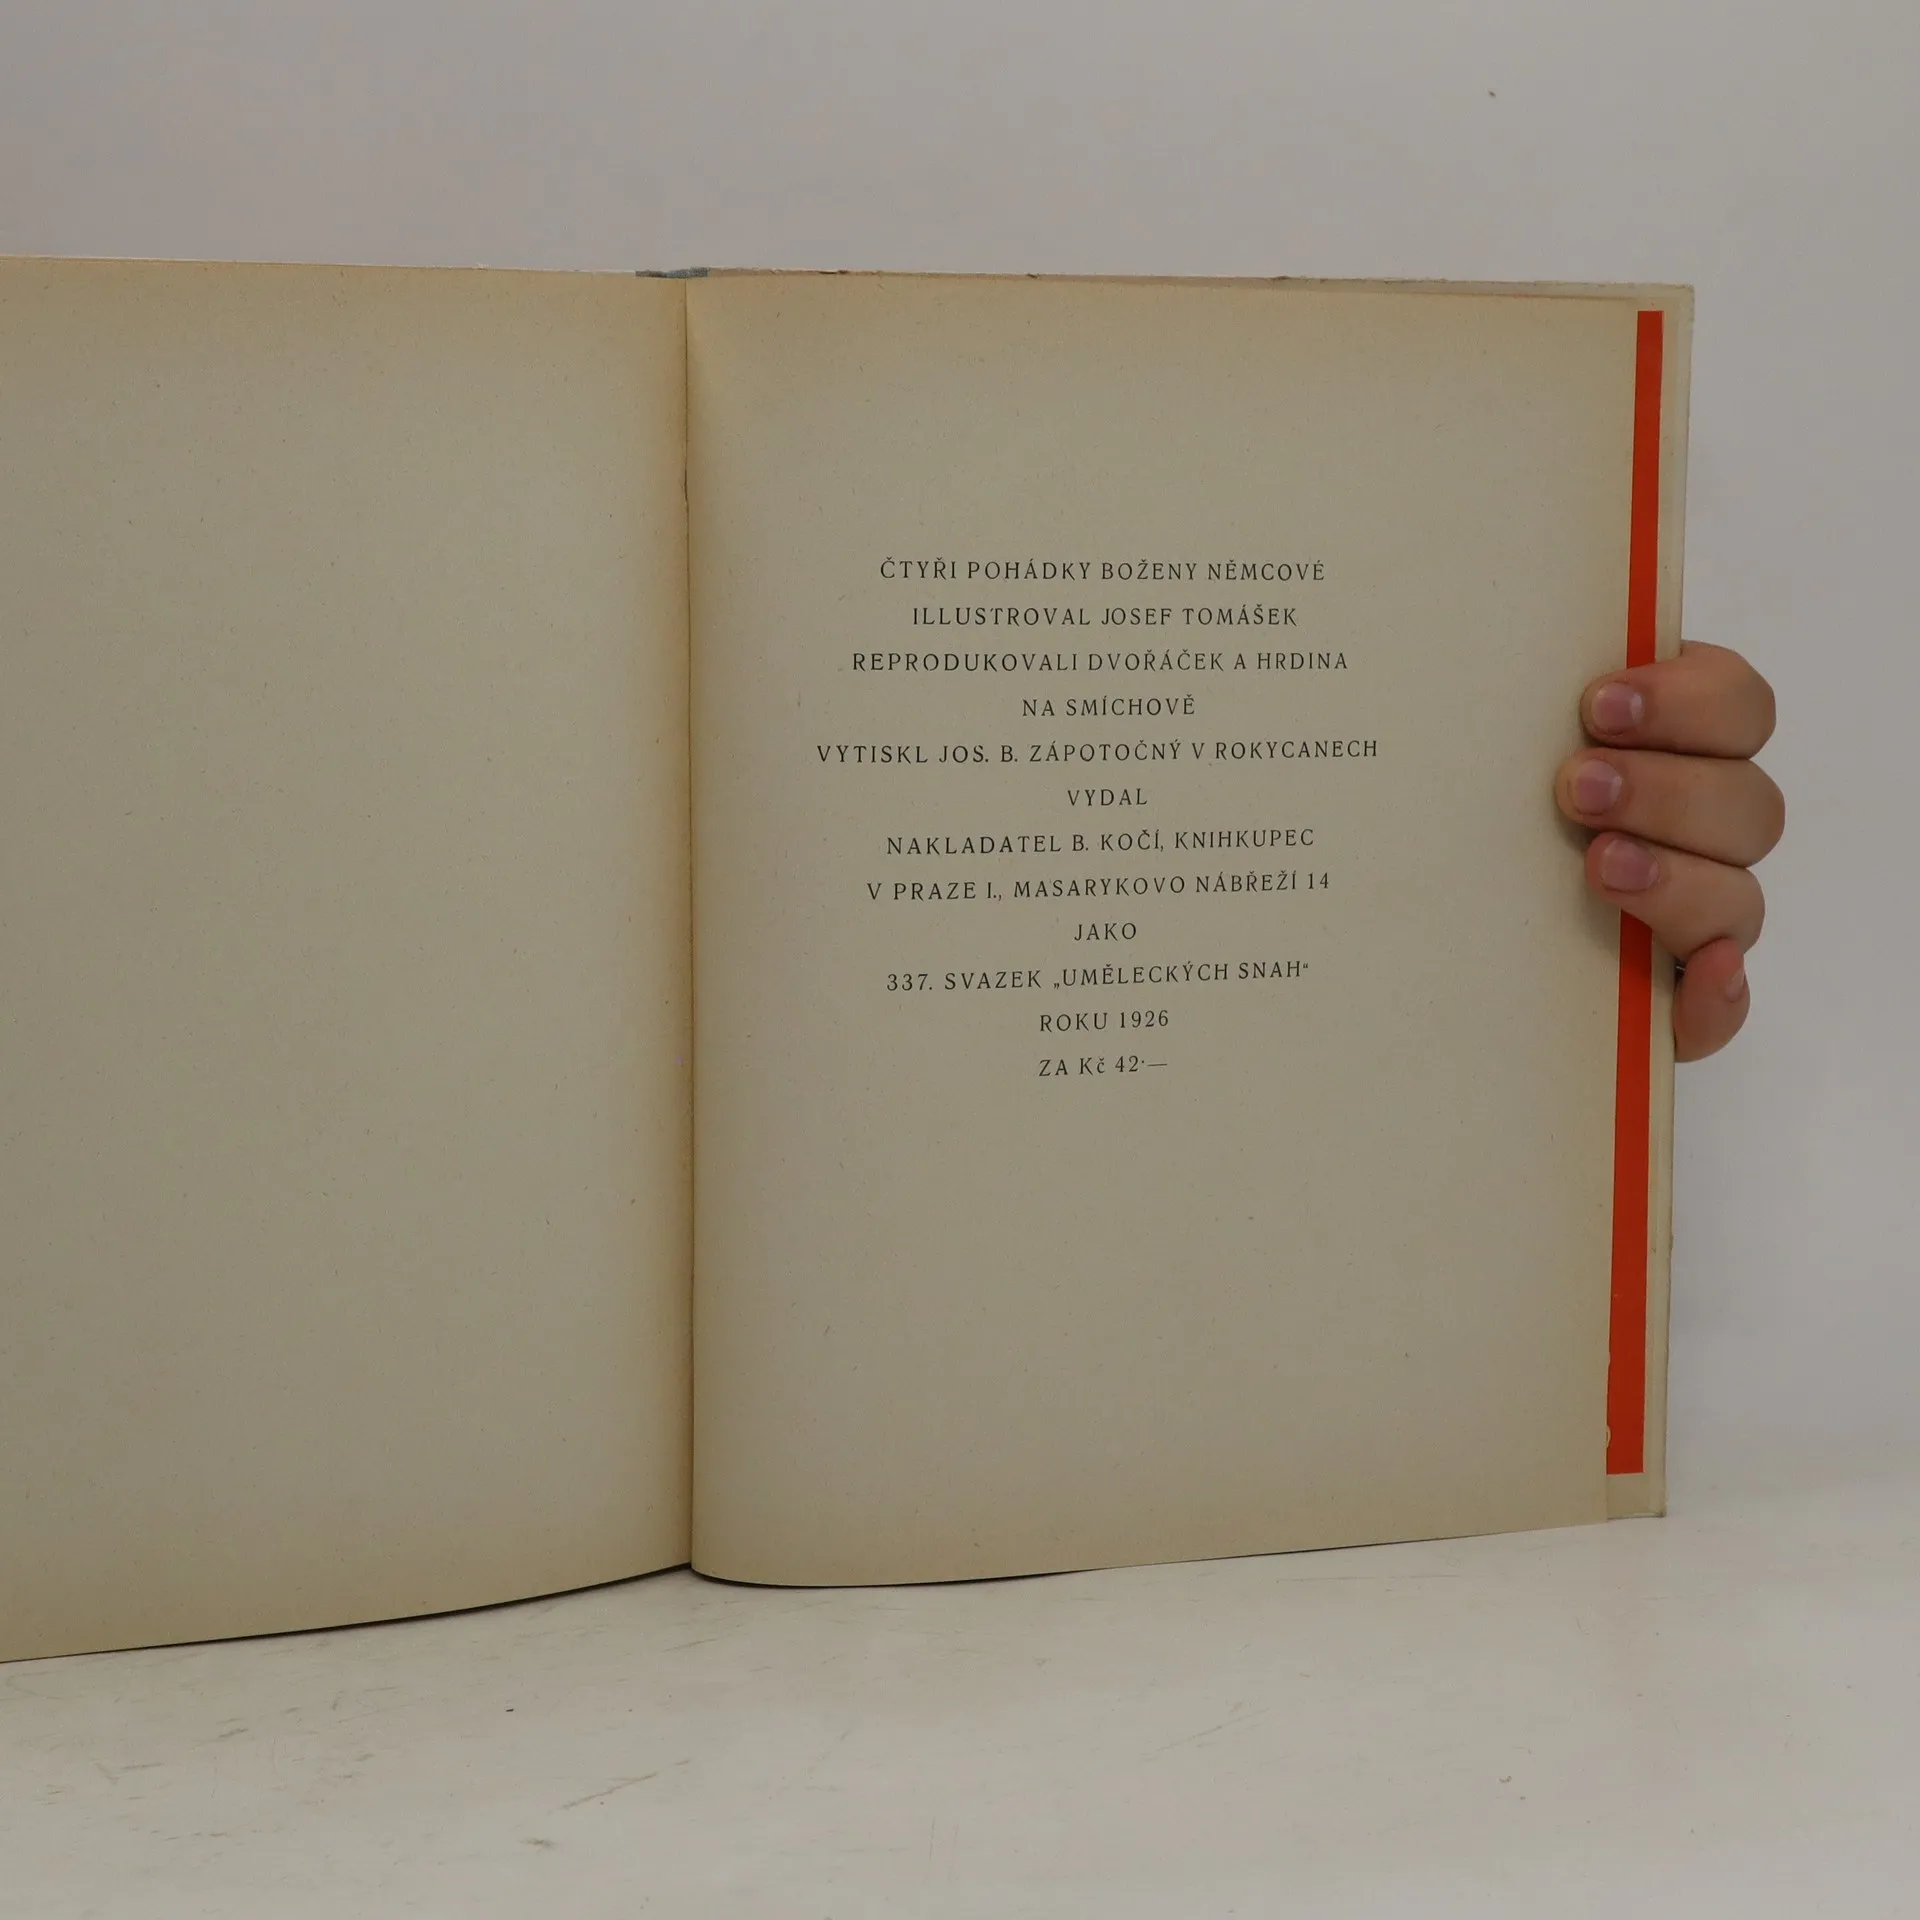 ČTYŘI POHÁDKY BOŽENY NĚMCOVÉ
ILLUSTROVAL JOSEF TOMÁŠEK
REPRODUKOVALI DVOŘÁČEK A HRDINA
NA SMÍCHOVĚ
VYTISKL JOS. B. ZÁPOTOČNÝ V ROKYCANECH
VYDAL
NAKLADATEL B. KOČÍ, KNIHKUPEC
V PRAZE I., MASARYKOVO NÁBŘEŽÍ 14
JAKO
337. SVAZEK „UMĚLECKÝCH SNAH“
ROKU 1926
ZA Kč 42·—